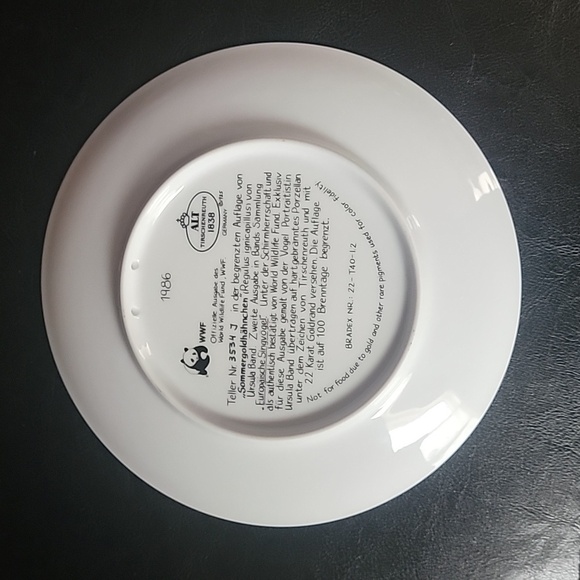 1986
WWF
Offizielle Ausgabe des
World Wildlife Fund, WWF
ALT
TIRSCHENREUTH
1838
GERMANY
Teller Nr 3534 J in der begrenzten Auflage von
„Sommergoldhähnchen" (Regulus ignicapillus) von
Ursula Band. Zweite Ausgabe in Bands Sammlung
„Europäische Singvögel". Unter der Schirmherrschaft und
als authentisch bestätigt von World Wildlife Fund. Exklusiv
für diese Ausgabe gemalt von der Vogel Portraitistin
Ursula Band übertragen auf hartgebranntes Porzellan
unter dem Zeichen von Tirschenreuth und mit
22 Karat Goldrand versehen. Die Auflage
ist auf 100 Brenntage begrenzt.
BRADEX NR.: 22-T40-1.2
Not for food due to gold and other rare pigments used for color fidelity